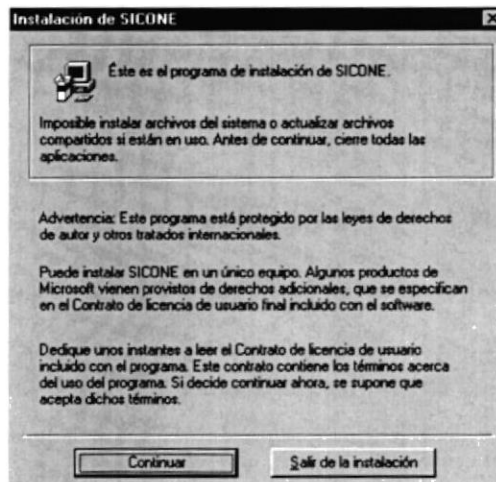 Instalación de SICONE
Éste es el programa de instalación de SICONE.
Imposible instalar archivos del sistema o actualizar archivos
compartidos si están en uso. Antes de continuar, cierre todas las
aplicaciones.
Advertencia: Este programa está protegido por las leyes de derechos
de autor y otros tratados internacionales.
Puede instalar SICONE en un único equipo. Algunos productos de
Microsoft vienen provistos de derechos adicionales, que se especifican
en el Contrato de licencia de usuario final incluido con el software.
Dedique unos instantes a leer el Contrato de licencia de usuario
incluido con el programa. Este contrato contiene los términos acerca
del uso del programa. Si decide continuar ahora, se supone que
acepta dichos términos.
Continuar
Salir de la instalación